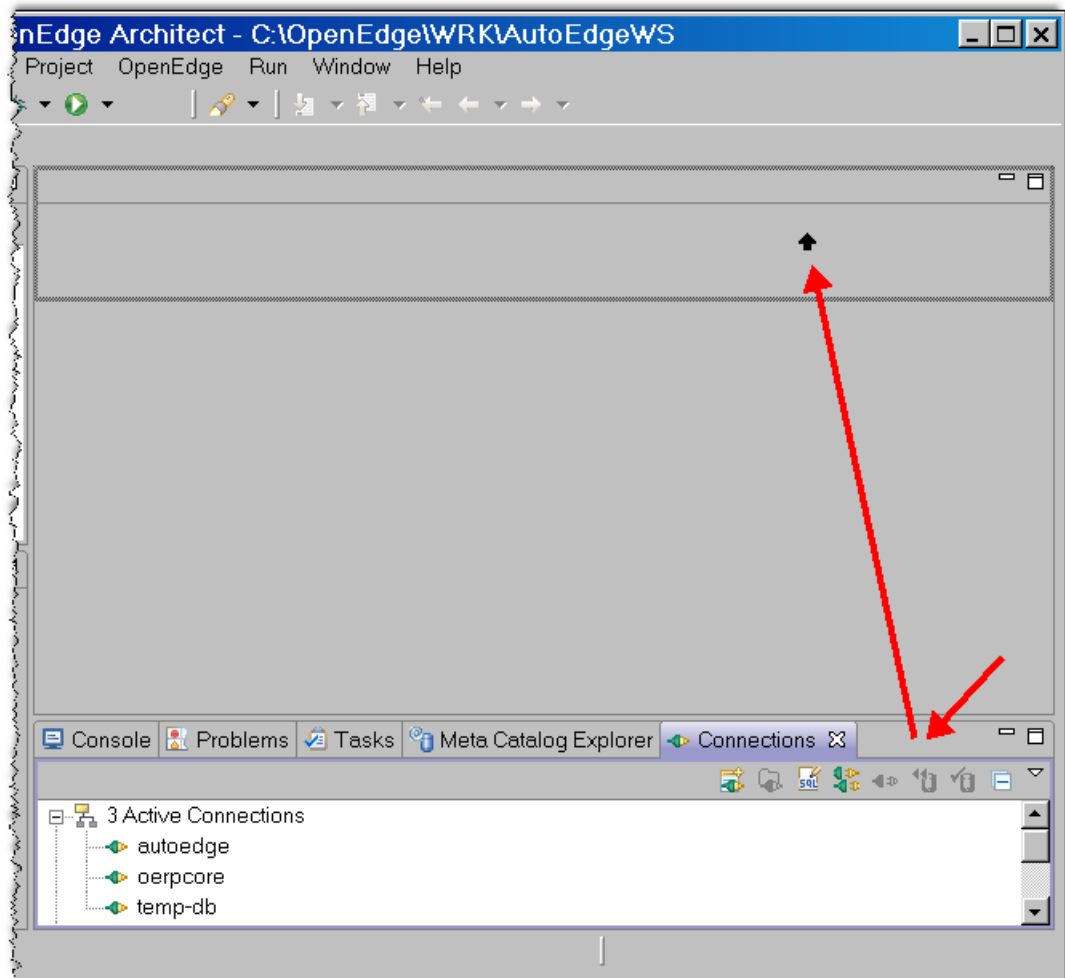 nEdge Architect - C:\OpenEdge\WRK\AutoEdgeWS
Project OpenEdge Run Window Help
Console Problems Tasks Meta Catalog Explorer Connections
SQL
3 Active Connections
autoedge
oerpcore
temp-db